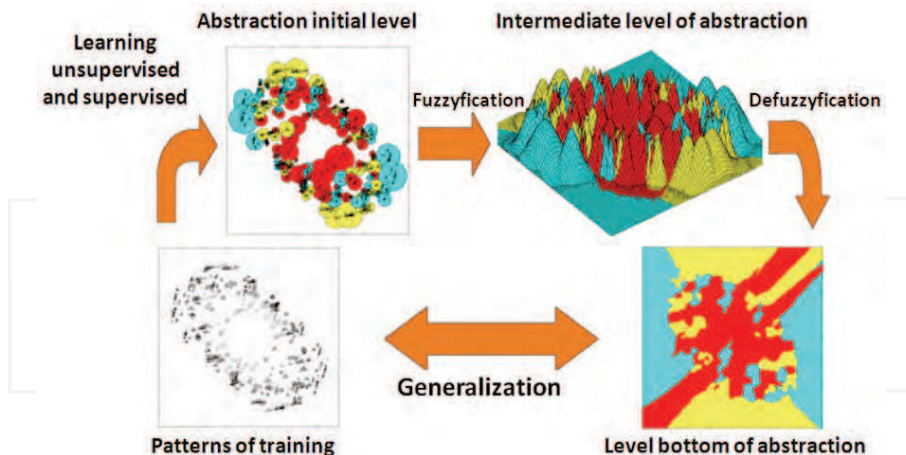 Abstraction initial level
Intermediate level of abstraction
Learning
unsupervised
and supervised
Fuzzyfication
Defuzzyfication
Generalization
Patterns of training
Level bottom of abstraction